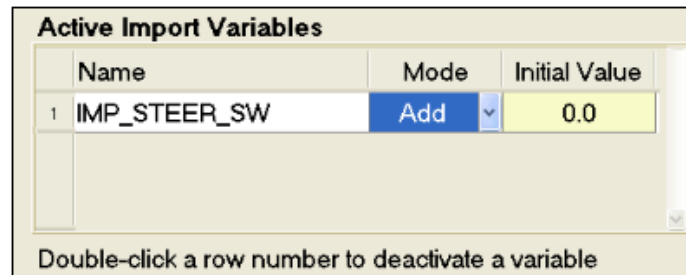 Active Import Variables
Name Mode Initial Value
1 IMP_STEER_SW Add 0.0
Double-click a row number to deactivate a variable